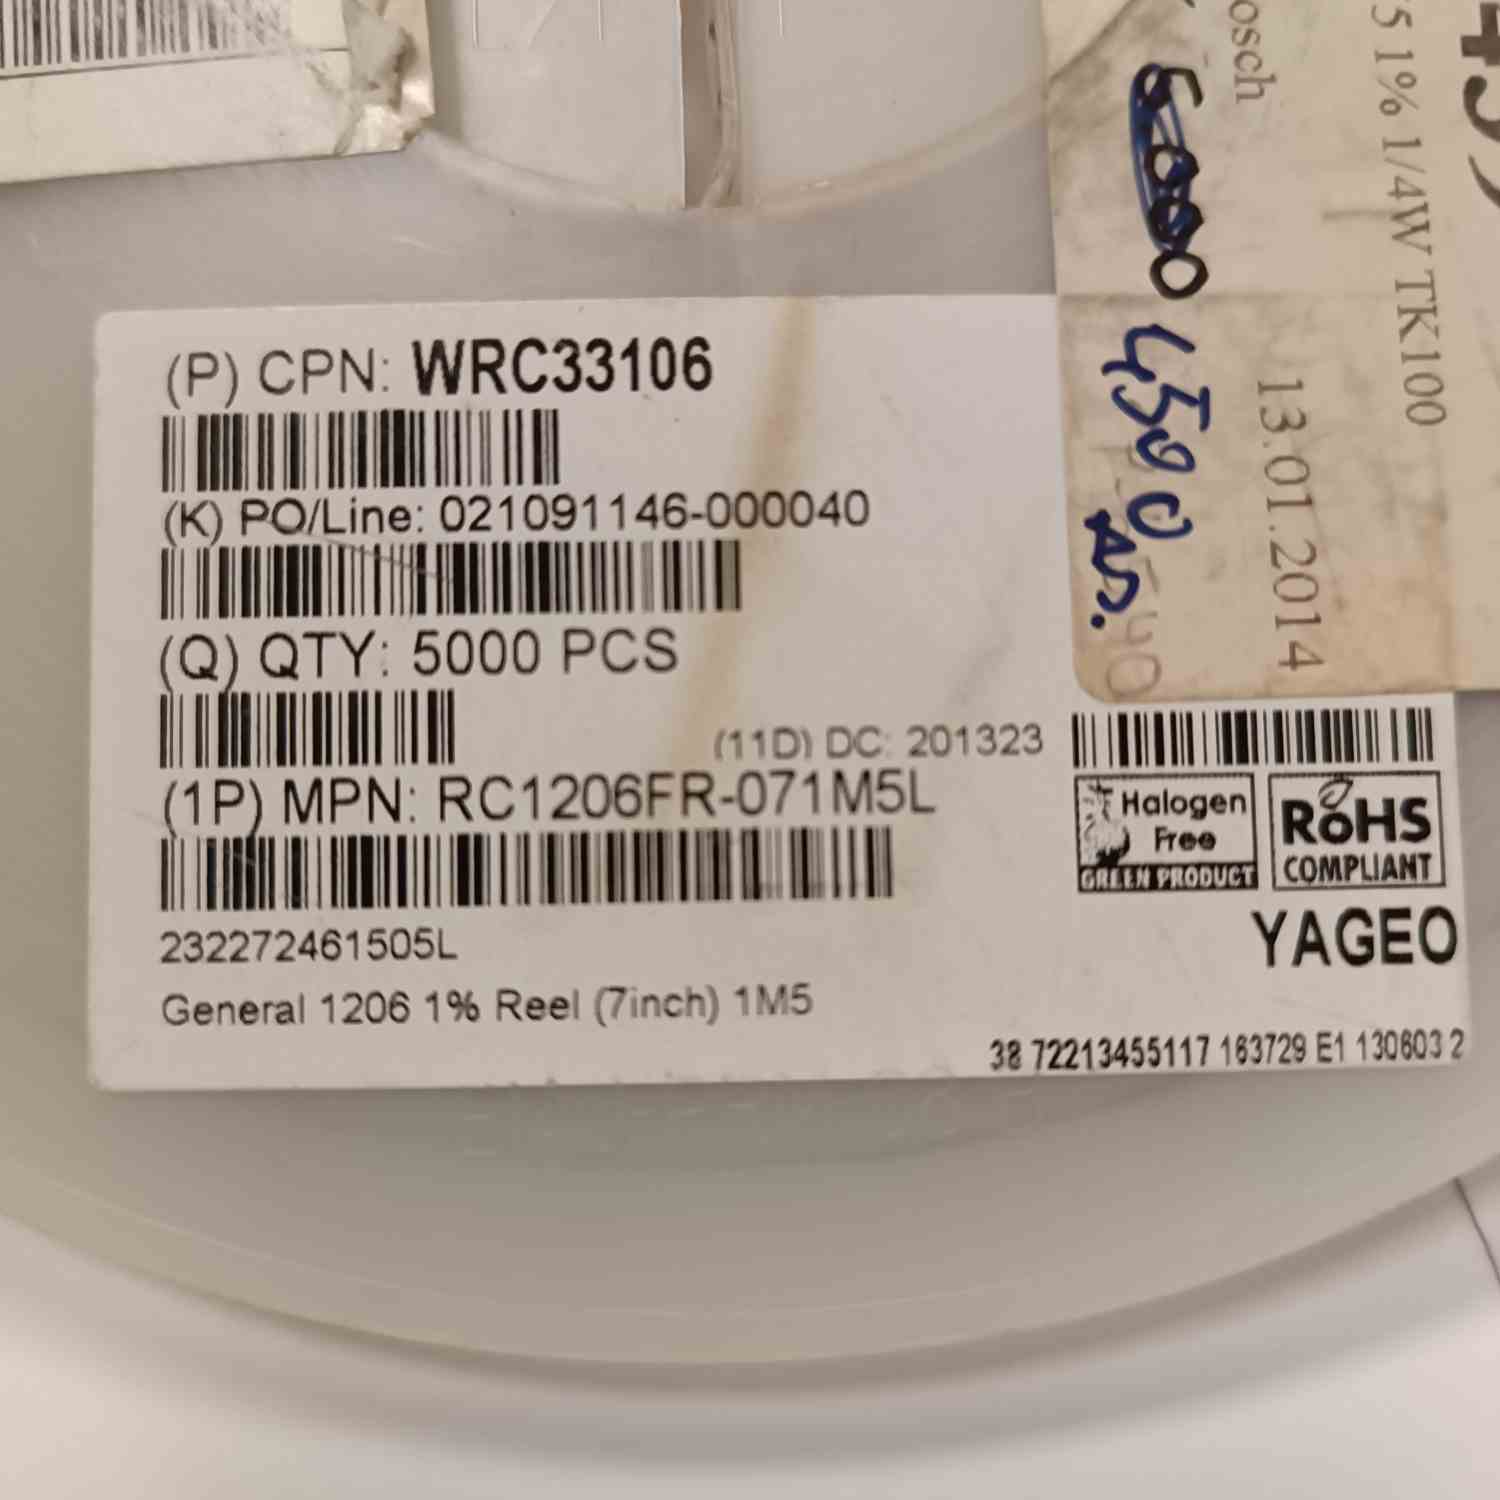 (P) CPN: WRC33106
(K) PO/Line: 021091146-000040
(Q) QTY: 5000 PCS
(11D) DC: 201323
(1P) MPN: RC1206FR-071M5L
Halogen
Free
GREEN PRODUCT
RoHS
COMPLIANT
YAGEO
232272461505L
General 1206 1% Reel (7inch) 1M5
38 72213455117 163729 E1 130603 2
5 1% 1/4W TK100
osch
13.01.2014
5000
4500